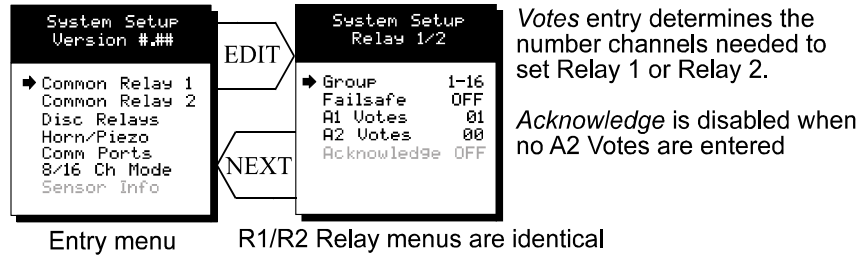 System Setup
Version #.##
➡Common Relay 1
Common Relay 2
Disc Relays
Horn/Piezo
Comm Ports
8/16 Ch Mode
Sensor Info
Entry menu
EDIT
NEXT
System Setup
Relay 1/2
➡Group 1-16
Failsafe OFF
A1 Votes 01
A2 Votes 00
Acknowledge OFF
R1/R2 Relay menus are identical
Votes entry determines the
number channels needed to
set Relay 1 or Relay 2.
Acknowledge is disabled when
no A2 Votes are entered